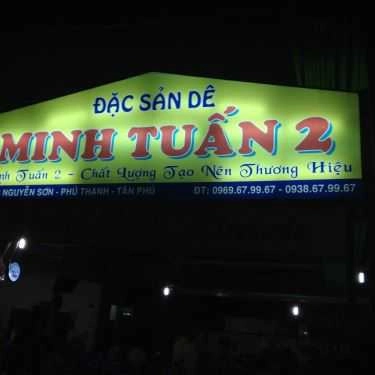 ĐẶC SẢN DÊ
MINH TUẤN 2
Tuấn 2 - Chất Lượng Tạo Nên Thương Hiệu
NGUYỄN SƠN - PHÚ THẠNH - TÂN PHÚ ĐT: 0969.67.99.67 - 0938.67.99.67